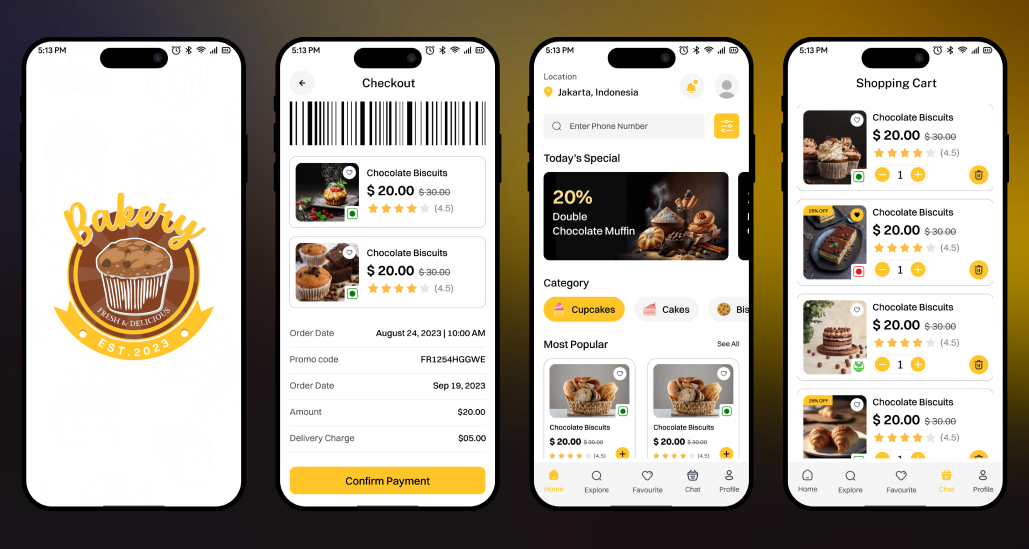 5:13 PM
Bakery
FRESH & DELICIOUS
EST. 2023
5:13 PM
Checkout
Chocolate Biscuits
$ 20.00 $ 30.00
(4.5)
Chocolate Biscuits
$ 20.00 $ 30.00
(4.5)
Order Date August 24, 2023 | 10:00 AM
Promo code FR1254HGGWE
Order Date Sep 19, 2023
Amount $20.00
Delivery Charge $05.00
Confirm Payment
5:13 PM
Location
Jakarta, Indonesia
Enter Phone Number
Today's Special
20%
Double
Chocolate Muffin
Category
Cupcakes Cakes Bis
Most Popular See All
Chocolate Biscuits Chocolate Biscuits
$ 20.00 $ 30.00 $ 20.00 $ 30.00
(4.5) (4.5)
Home Explore Favourite Chat Profile
5:13 PM
Shopping Cart
Chocolate Biscuits
$ 20.00 $ 30.00
(4.5)
1
25% OFF
Chocolate Biscuits
$ 20.00 $ 30.00
(4.5)
1
Chocolate Biscuits
$ 20.00 $ 30.00
(4.5)
1
25% OFF
Chocolate Biscuits
$ 20.00 $ 30.00
(4.5)
1
Home Explore Favourite Chat Profile